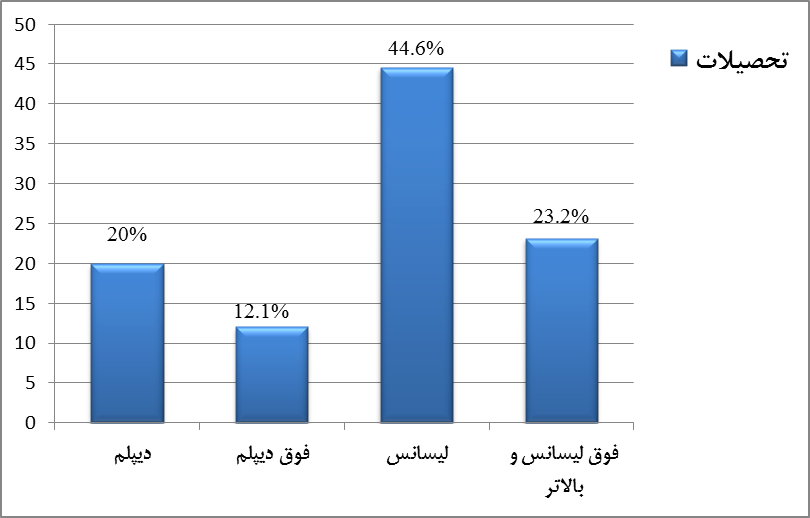 50
45
40
35
30
25
20
15
10
5
0
20%
12.1%
44.6%
23.2%
دیپلم
فوق دیپلم
لیسانس
فوق لیسانس و
بالاتر
تحصیلات